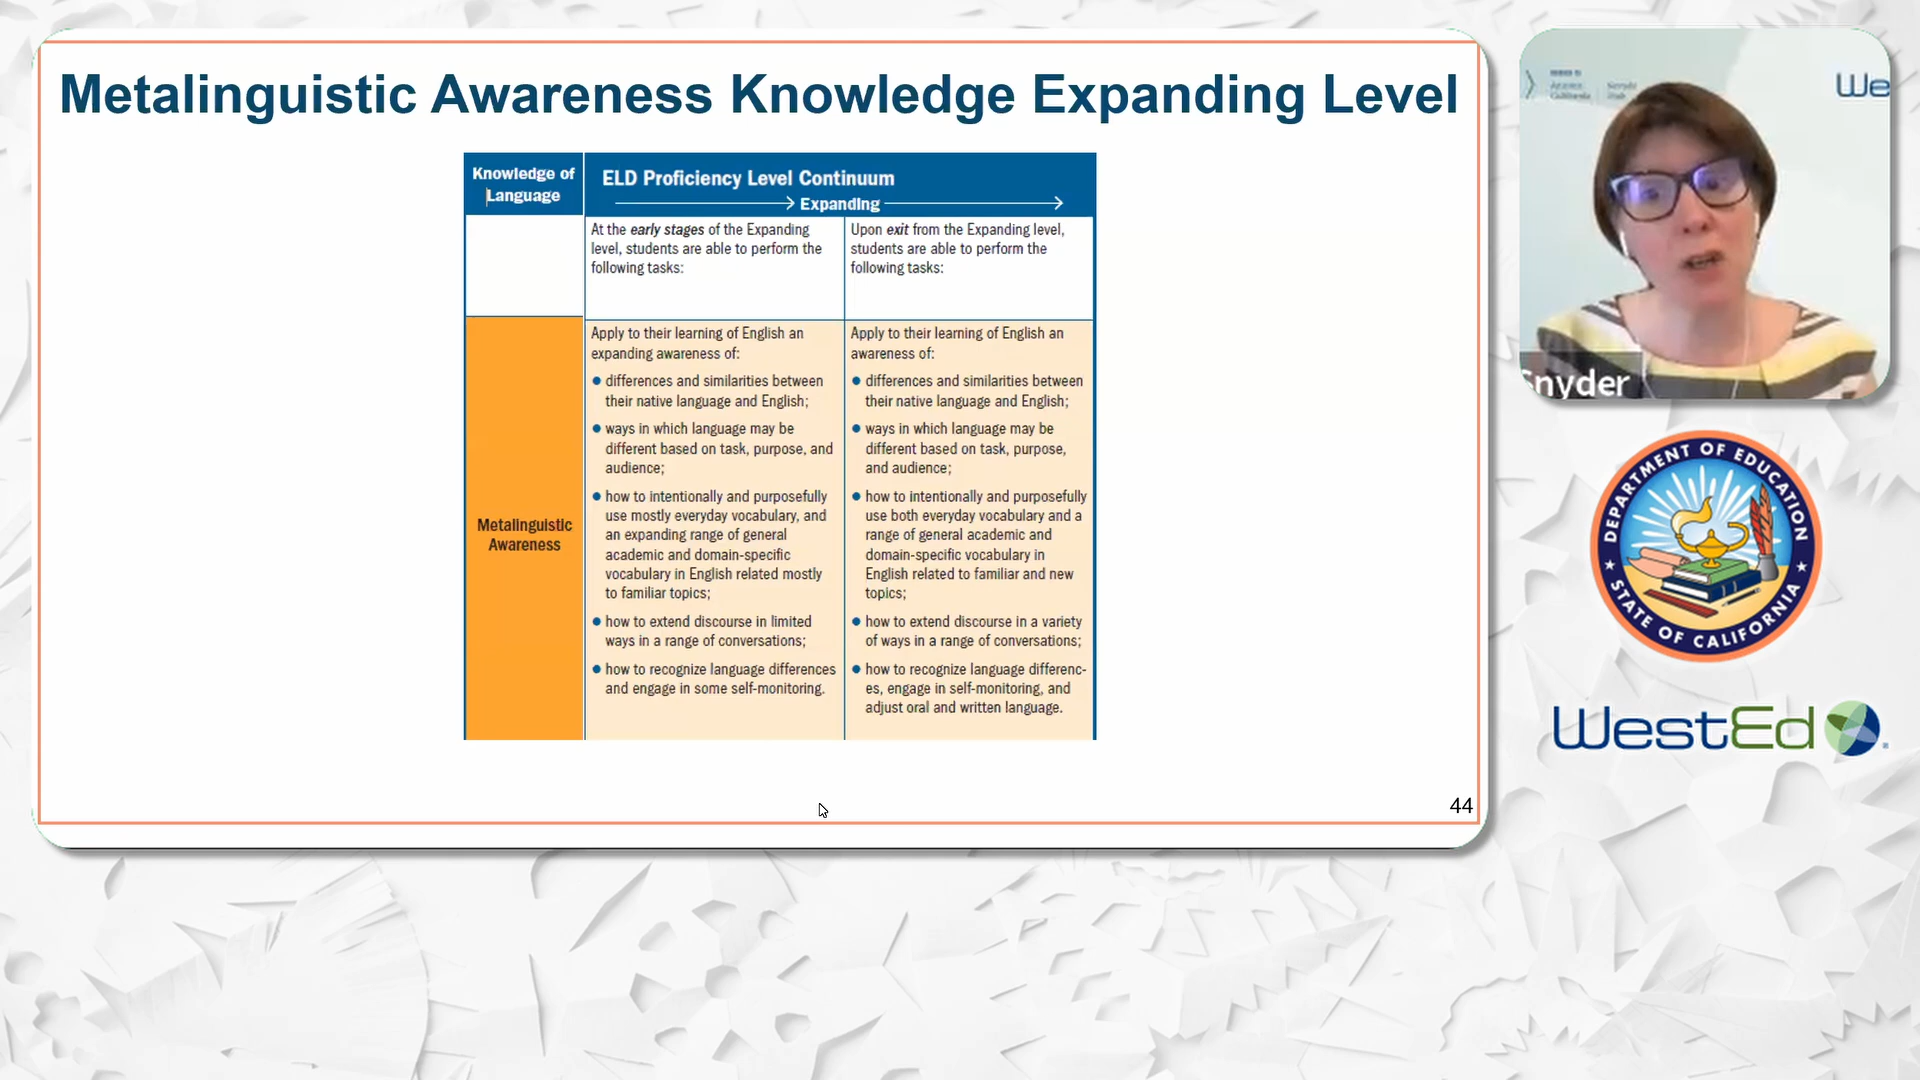 Metalinguistic Awareness Knowledge Expanding Level
Knowledge of
Language
ELD Proficiency Level Continuum
Expanding
At the early stages of the Expanding
level, students are able to perform the
following tasks:
Upon exit from the Expanding level,
students are able to perform the
following tasks:
Metalinguistic
Awareness
Apply to their learning of English an
expanding awareness of:
● differences and similarities between
their native language and English;
● ways in which language may be
different based on task, purpose, and
audience;
● how to intentionally and purposefully
use mostly everyday vocabulary, and
an expanding range of general
academic and domain-specific
vocabulary in English related mostly
to familiar topics;
● how to extend discourse in limited
ways in a range of conversations;
● how to recognize language differences
and engage in some self-monitoring.
Apply to their learning of English an
awareness of:
● differences and similarities between
their native language and English;
● ways in which language may be
different based on task, purpose,
and audience;
● how to intentionally and purposefully
use both everyday vocabulary and a
range of general academic and
domain-specific vocabulary in
English related to familiar and new
topics;
● how to extend discourse in a variety
of ways in a range of conversations;
● how to recognize language differenc-
es, engage in self-monitoring, and
adjust oral and written language.
44
We
Snyder
DEPARTMENT OF EDUCATION
STATE OF CALIFORNIA
WestEd